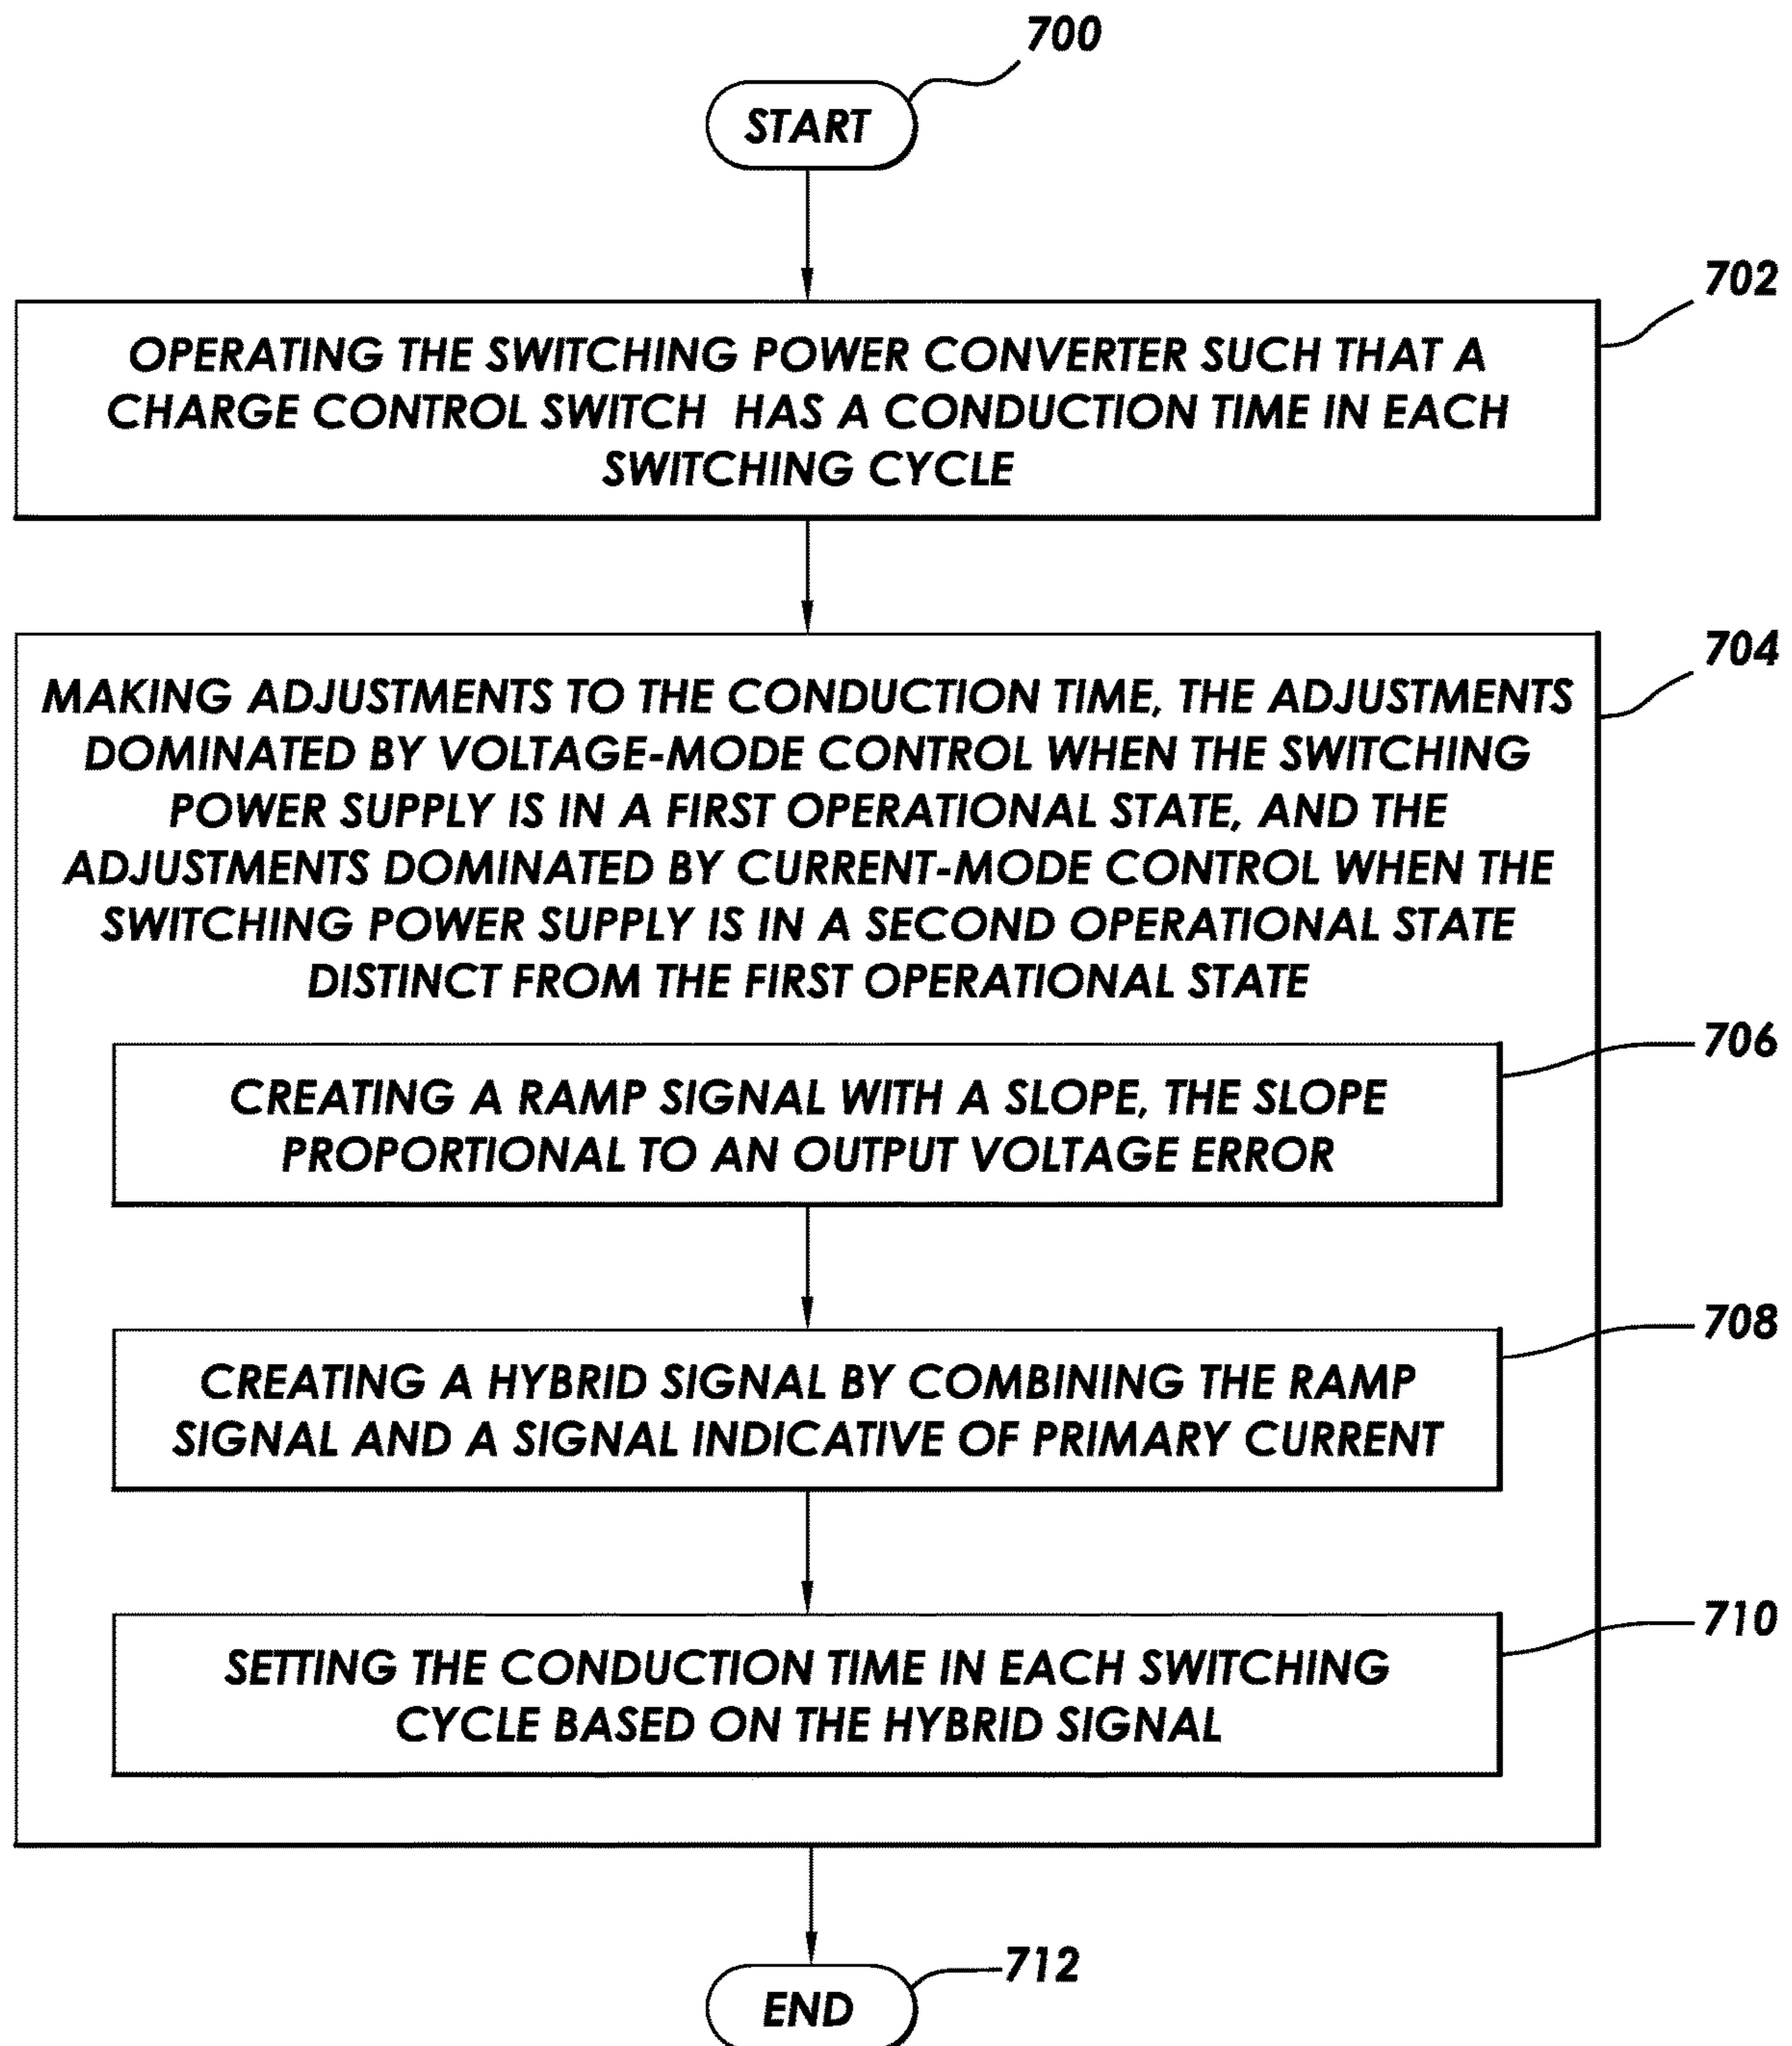 700
START
702
OPERATING THE SWITCHING POWER CONVERTER SUCH THAT A
CHARGE CONTROL SWITCH HAS A CONDUCTION TIME IN EACH
SWITCHING CYCLE
704
MAKING ADJUSTMENTS TO THE CONDUCTION TIME, THE ADJUSTMENTS
DOMINATED BY VOLTAGE-MODE CONTROL WHEN THE SWITCHING
POWER SUPPLY IS IN A FIRST OPERATIONAL STATE, AND THE
ADJUSTMENTS DOMINATED BY CURRENT-MODE CONTROL WHEN THE
SWITCHING POWER SUPPLY IS IN A SECOND OPERATIONAL STATE
DISTINCT FROM THE FIRST OPERATIONAL STATE
706
CREATING A RAMP SIGNAL WITH A SLOPE, THE SLOPE
PROPORTIONAL TO AN OUTPUT VOLTAGE ERROR
708
CREATING A HYBRID SIGNAL BY COMBINING THE RAMP
SIGNAL AND A SIGNAL INDICATIVE OF PRIMARY CURRENT
710
SETTING THE CONDUCTION TIME IN EACH SWITCHING
CYCLE BASED ON THE HYBRID SIGNAL
712
END